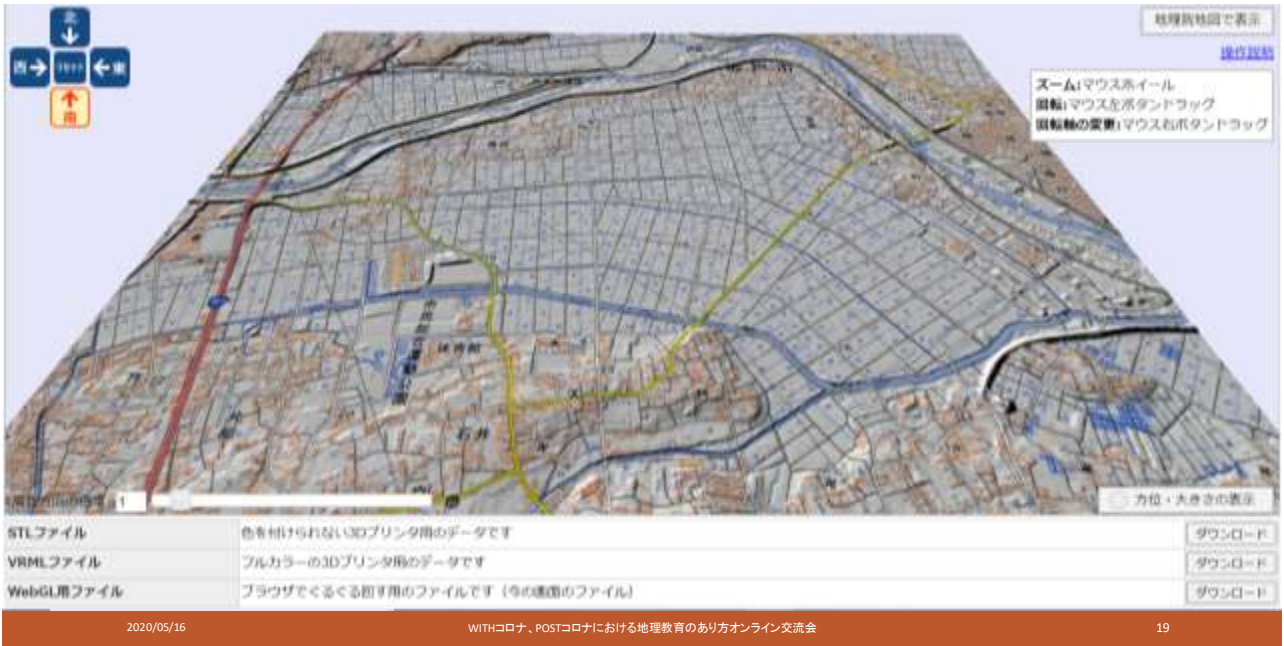 北
西
東
南
地理院地図で表示
操作説明
ズーム:マウスホイール
回転:マウス左ボタンドラッグ
回転軸の変更:マウス右ボタンドラッグ
体育館
石井
1
方位・大きさの表示
STLファイル 色を付けられない3Dプリンタ用のデータです ダウンロード
VRMLファイル フルカラーの3Dプリンタ用のデータです ダウンロード
WebGL用ファイル ブラウザでぐるぐる回す用のファイルです（今の画面のファイル） ダウンロード
2020/05/16 WITHコロナ、POSTコロナにおける地理教育のあり方オンライン交流会 19